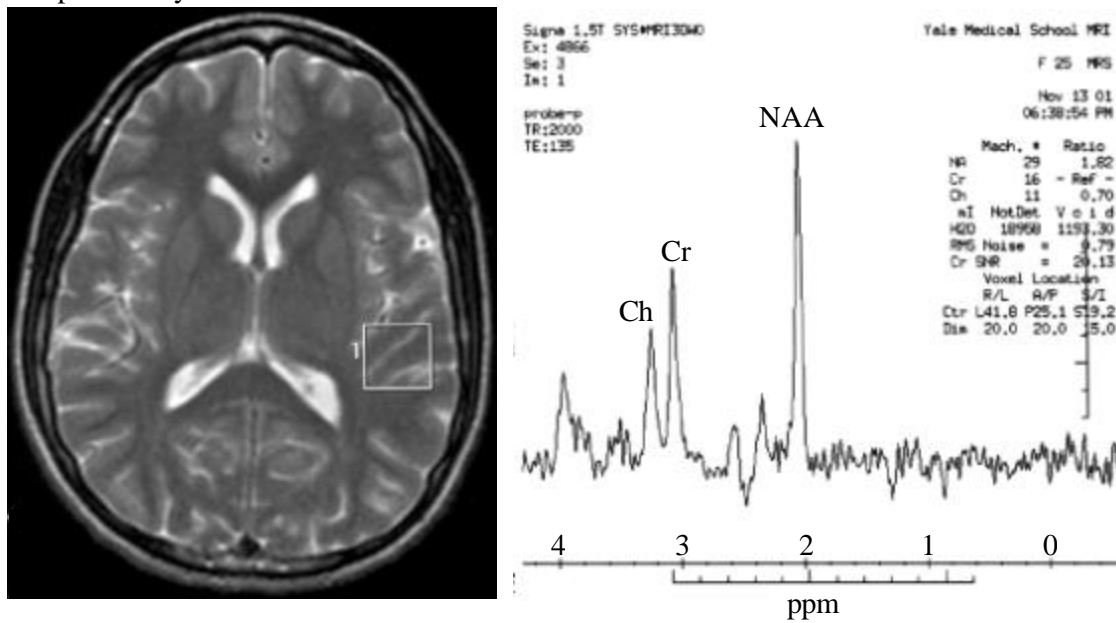 Signa 1.5T SYS#MRI3OWO
Ex: 4866
Se: 3
Im: 1
probe-p
TR:2000
TE:135
Yale Medical School MRI
F 25 MRS
Nov 13 01
06:38:54 PM
Mach. # Ratio
NA 29 1.82
Cr 16 - Ref -
Ch 11 0.70
mI NotDet Void
H2O 18958 1193.30
RMS Noise = 0.79
Cr SNR = 20.13
Voxel Location
R/L A/P S/I
Ctr L41.8 P25.1 S19.2
Dim 20.0 20.0 15.0
NAA
Cr
Ch
1
4 3 2 1 0
ppm